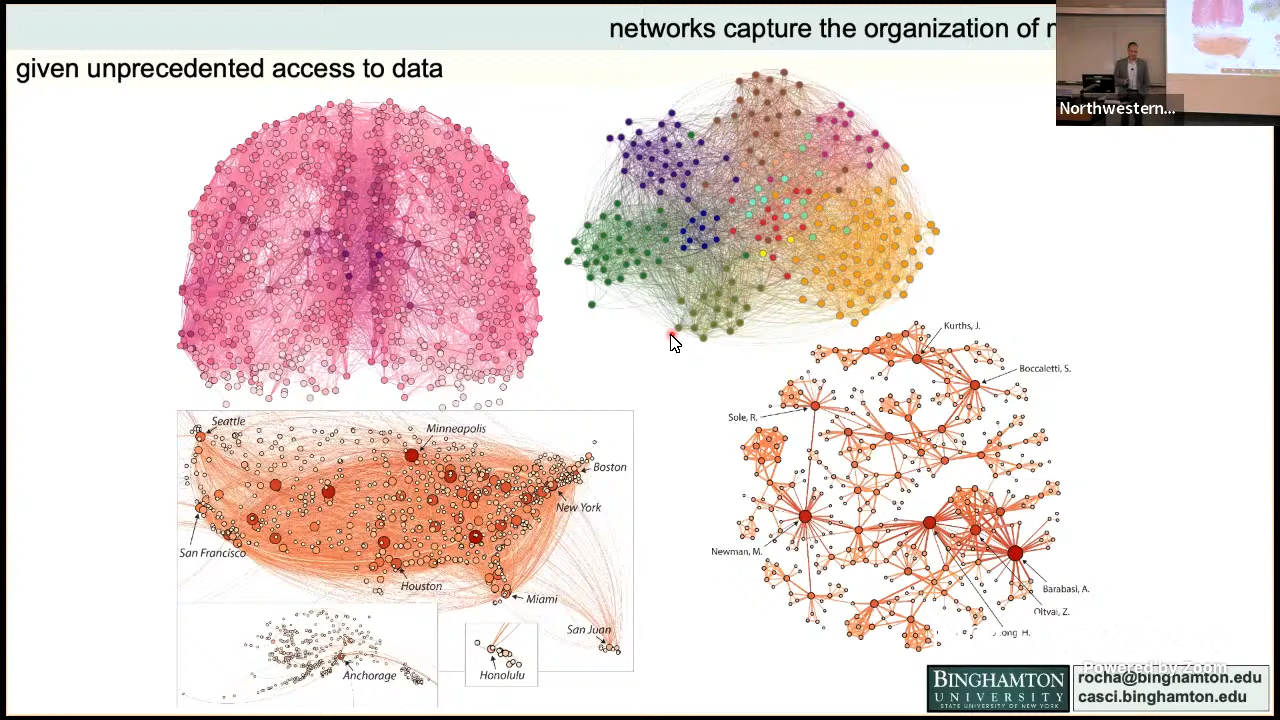 networks capture the organization of
given unprecedented access to data
Northwestern...
Kurths, J.
Boccaletti, S.
Sole, R.
Newman, M.
Barabasi, A.
Oltvai, Z.
ong H.
Seattle
Minneapolis
Boston
New York
San Francisco
Houston
Miami
San Juan
Anchorage
Honolulu
Powered by Zoom
BINGHAMTON
UNIVERSITY
STATE UNIVERSITY OF NEW YORK
rocha@binghamton.edu
casci.binghamton.edu